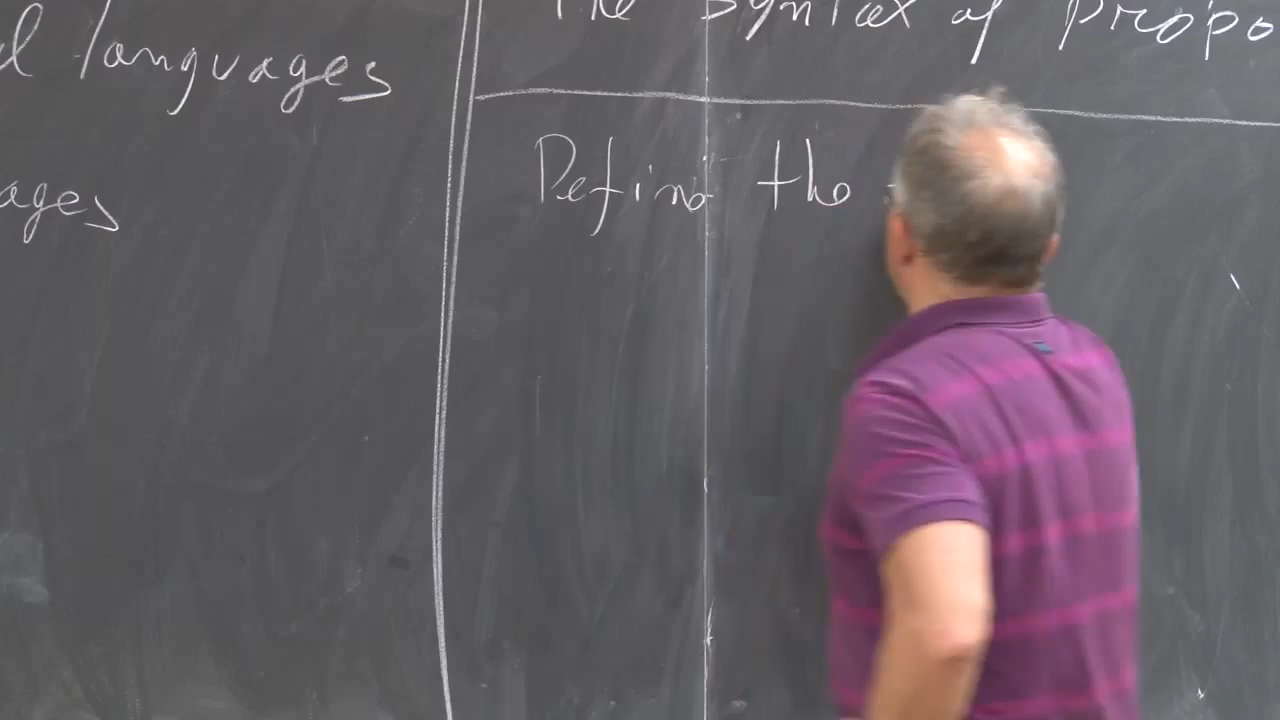 l languages
ages
The Syntax of Propo
Define the